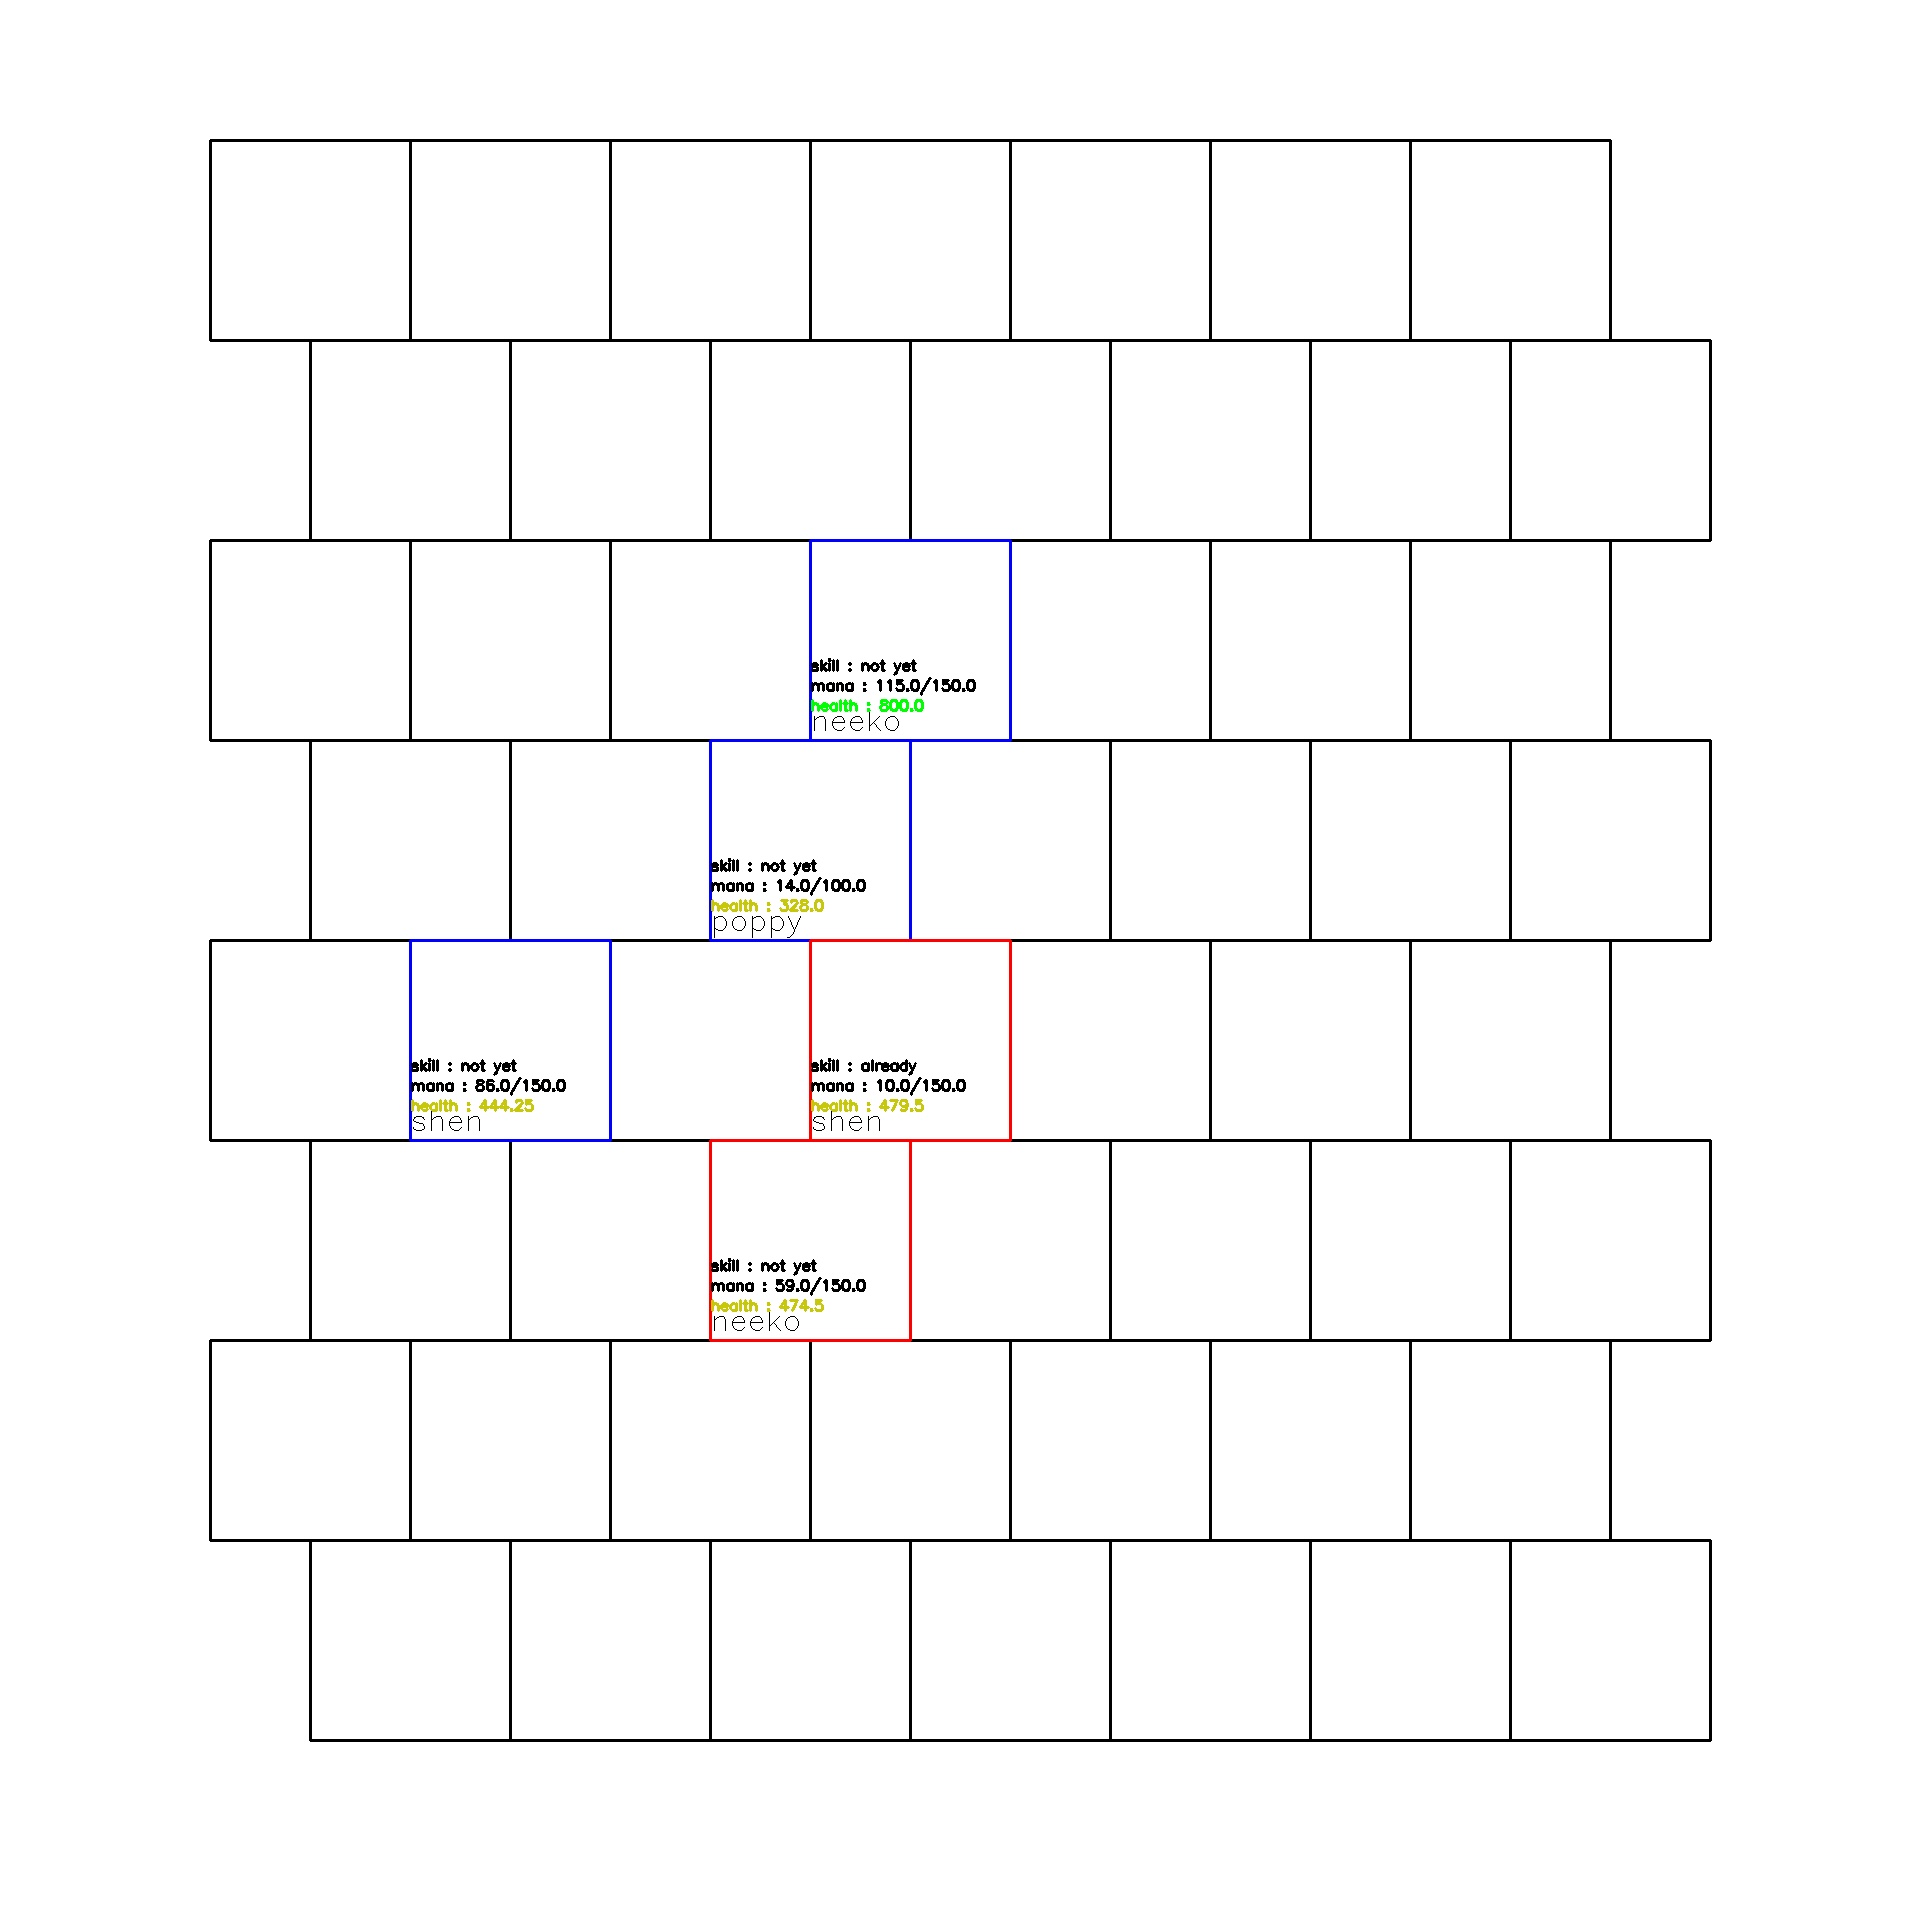 skill : not yet
mana : 115.0/150.0
health : 800.0
neeko
skill : not yet
mana : 14.0/100.0
health : 328.0
poppy
skill : not yet
mana : 86.0/150.0
health : 444.25
shen
skill : already
mana : 10.0/150.0
health : 479.5
shen
skill : not yet
mana : 59.0/150.0
health : 474.5
neeko